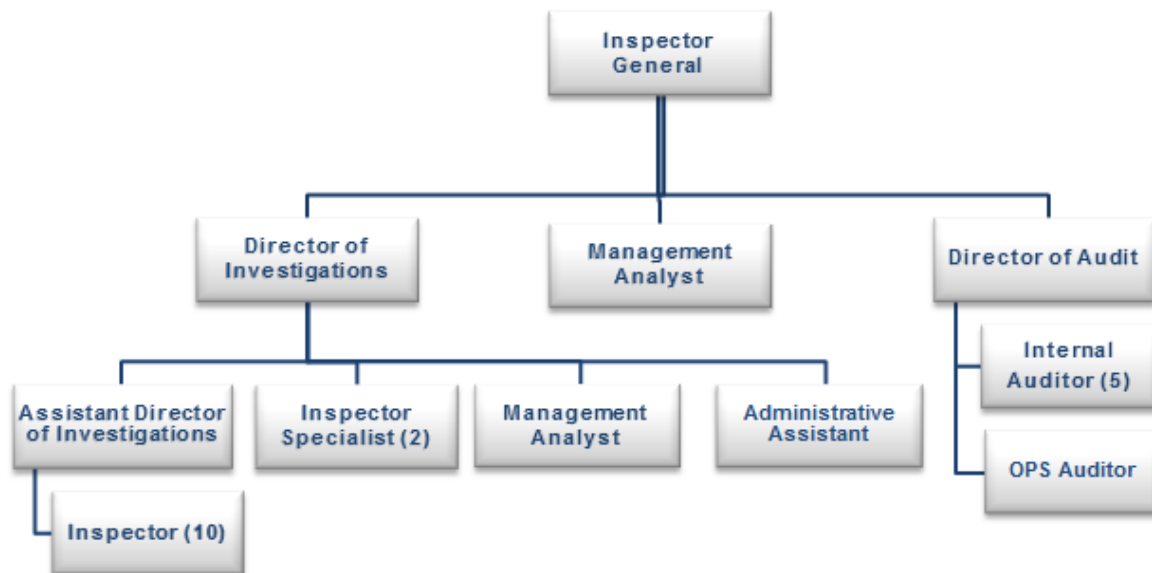 Inspector
General
Director of
Investigations
Management
Analyst
Director of Audit
Internal
Auditor (5)
OPS Auditor
Assistant Director
of Investigations
Inspector
Specialist (2)
Management
Analyst
Administrative
Assistant
Inspector (10)